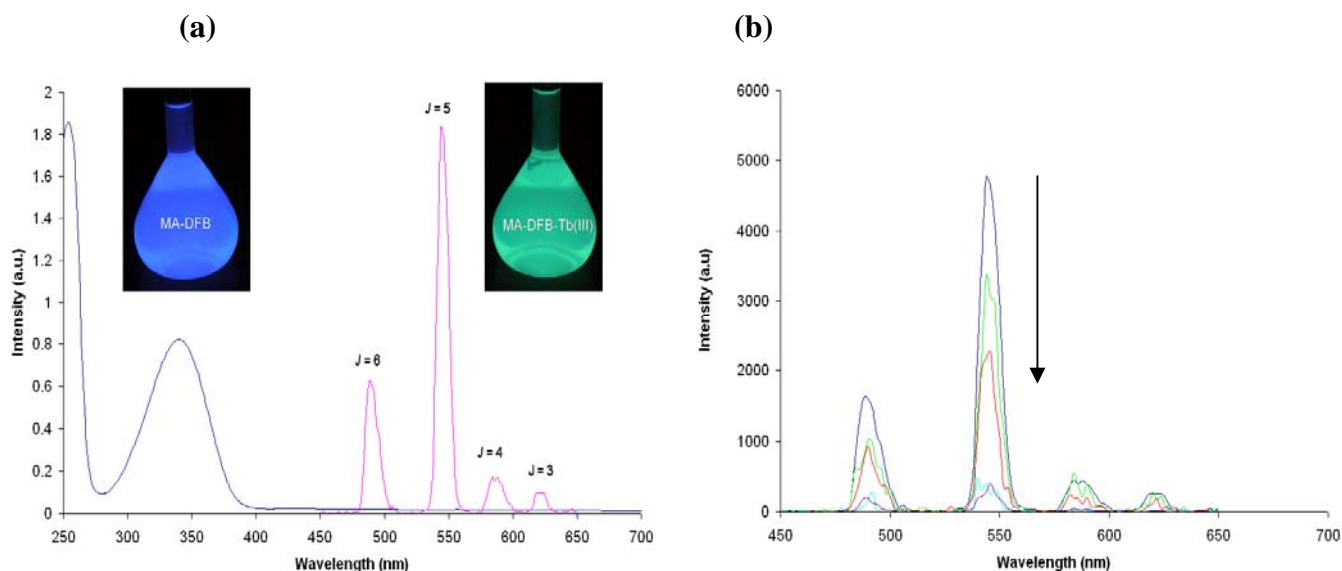 (a)
(b)
2
1.8
1.6
1.4
1.2
1
0.8
0.6
0.4
0.2
0
Intensity (a.u.)
MA-DFB
MA-DFB-Tb(III)
J = 5
J = 6
J = 4
J = 3
250 300 350 400 450 500 550 600 650 700
Wavelength (nm)
6000
5000
4000
3000
2000
1000
0
Intensity (a.u)
450 500 550 600 650 700
Wavelength (nm)